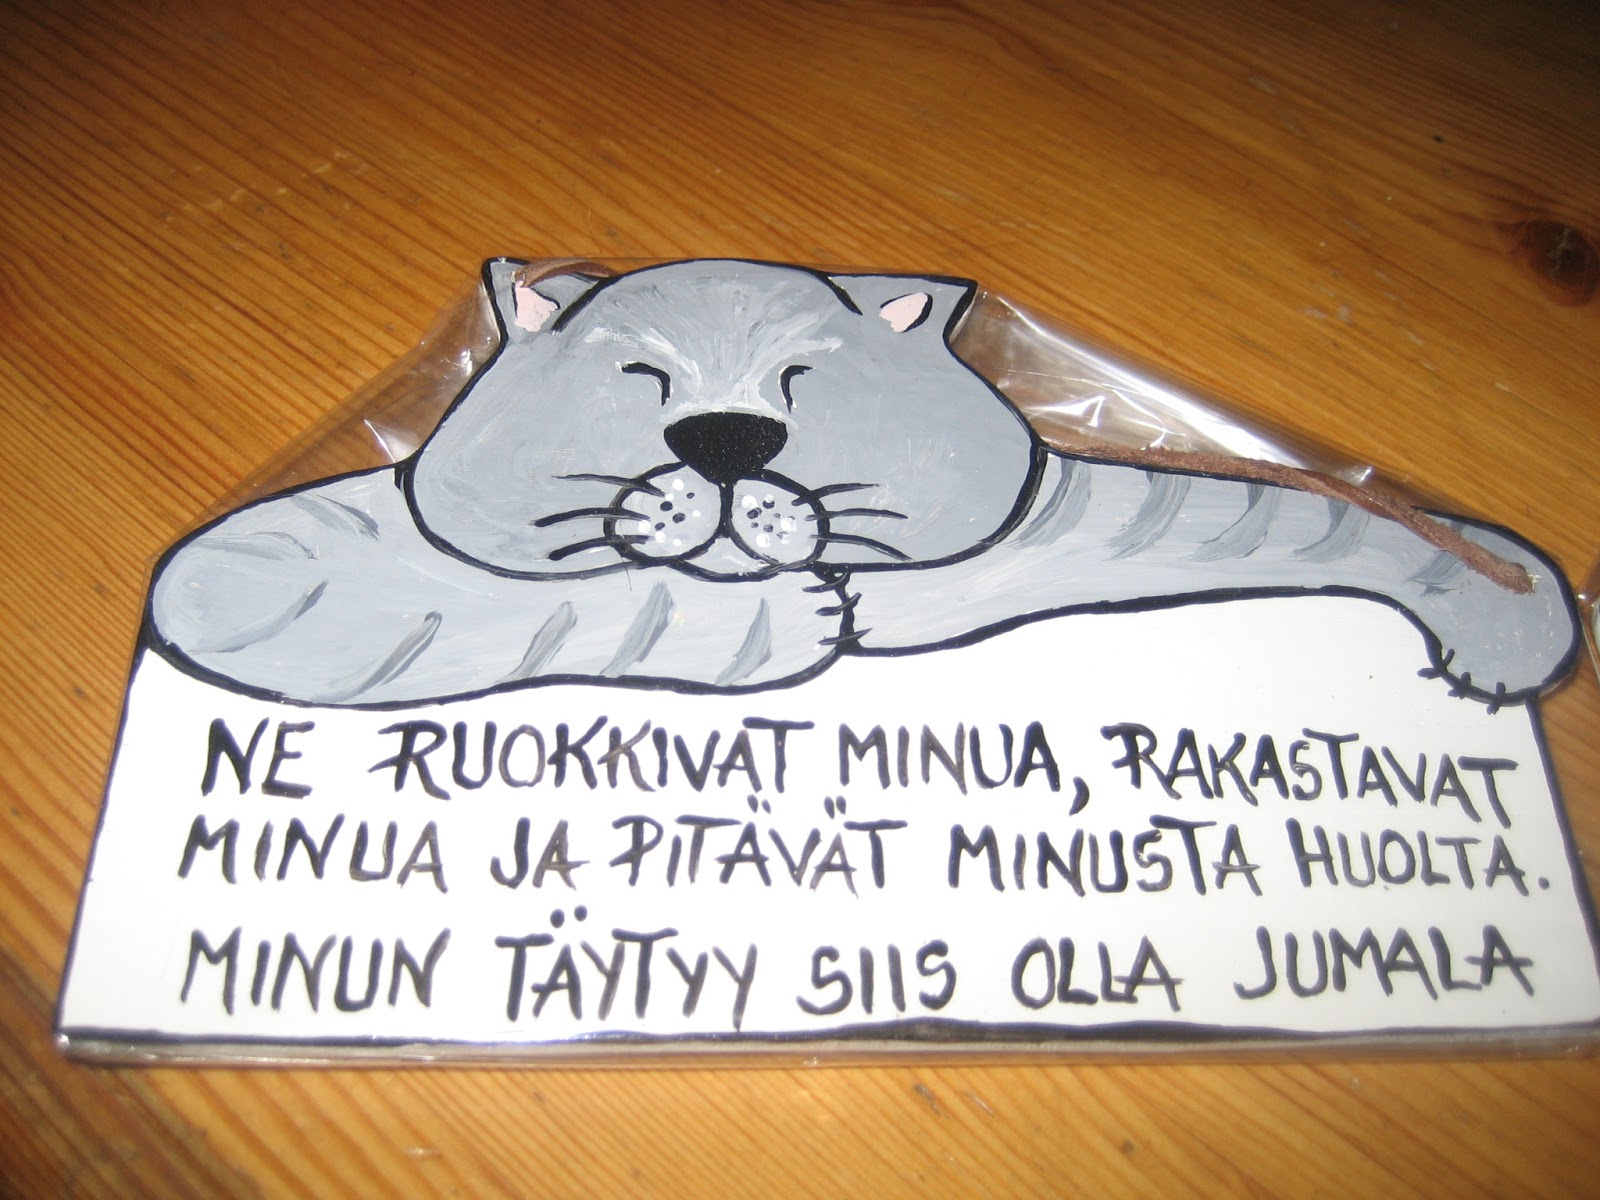 NE RUOKKIVAT MINUA, RAKASTAVAT
MINUA JA PITÄVÄT MINUSTA HUOLTA.
MINUN TÄYTYY SIIS OLLA JUMALA